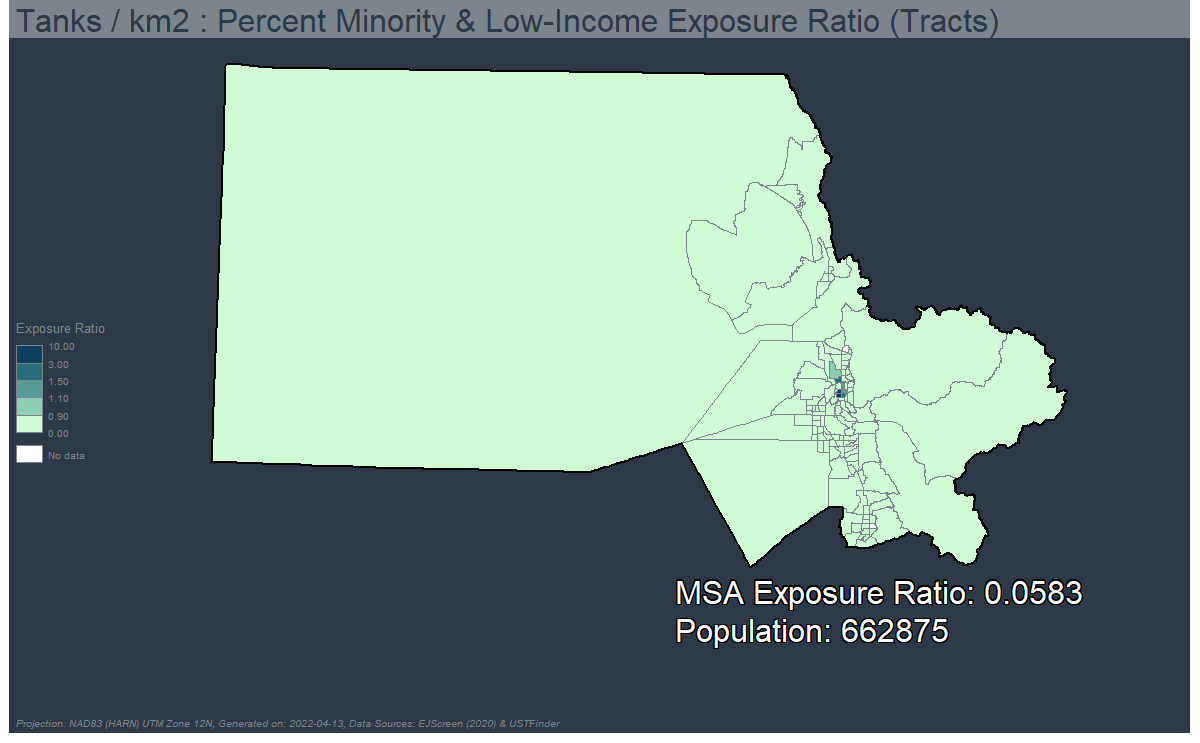 Tanks / km2 : Percent Minority & Low-Income Exposure Ratio (Tracts)
Exposure Ratio
10.00
3.00
1.50
1.10
0.90
0.00
No data
MSA Exposure Ratio: 0.0583
Population: 662875
Projection: NAD83 (HARN) UTM Zone 12N, Generated on: 2022-04-13, Data Sources: EJScreen (2020) & USTFinder